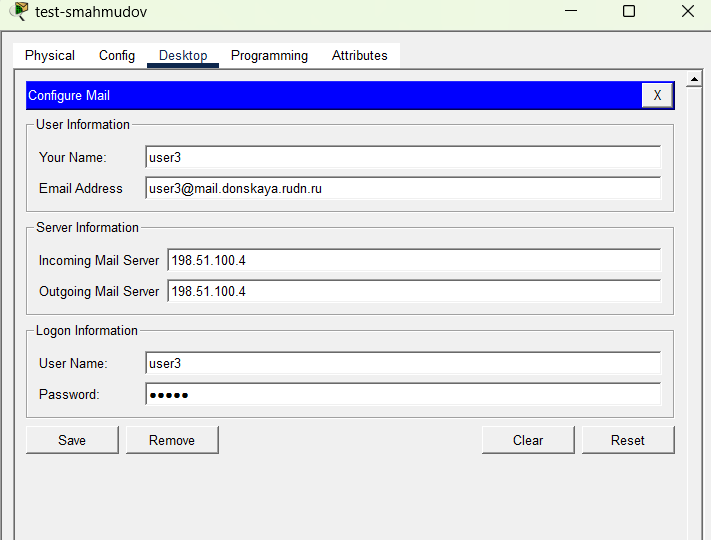 test-smahmudov
Physical Config Desktop Programming Attributes
Configure Mail X
User Information
Your Name: user3
Email Address user3@mail.donskaya.rudn.ru
Server Information
Incoming Mail Server 198.51.100.4
Outgoing Mail Server 198.51.100.4
Logon Information
User Name: user3
Password: •••••
Save Remove Clear Reset